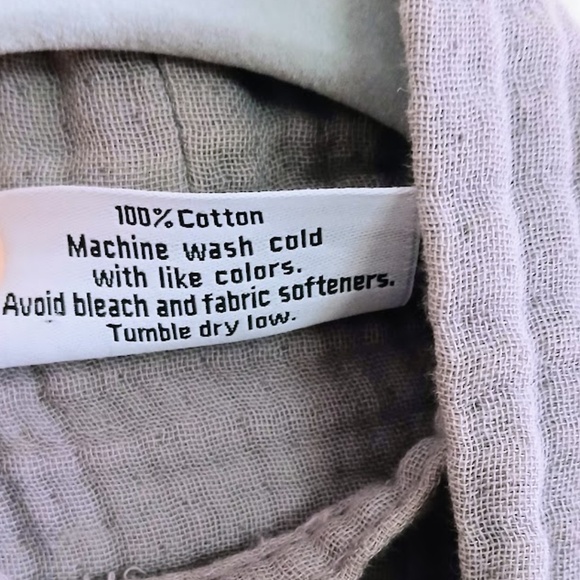 100% Cotton
Machine wash cold
with like colors.
Avoid bleach and fabric softeners.
Tumble dry low.